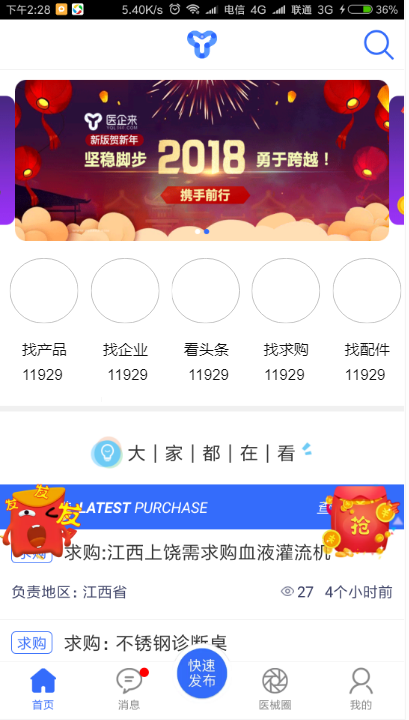 下午2:28 5.40K/s 电信 4G 联通 3G 36%
医企来
YQLHX.COM
新版贺新年
坚稳脚步 2018 勇于跨越！
携手前行
找产品 找企业 看头条 找求购 找配件
11929 11929 11929 11929 11929
大 | 家 | 都 | 在 | 看
发 发 发
LATEST PURCHASE
抢
求购 求购:江西上饶需求购血液灌流机
负责地区: 江西省 27 4个小时前
求购 求购: 不锈钢诊断桌
首页 消息 快速发布 医械圈 我的